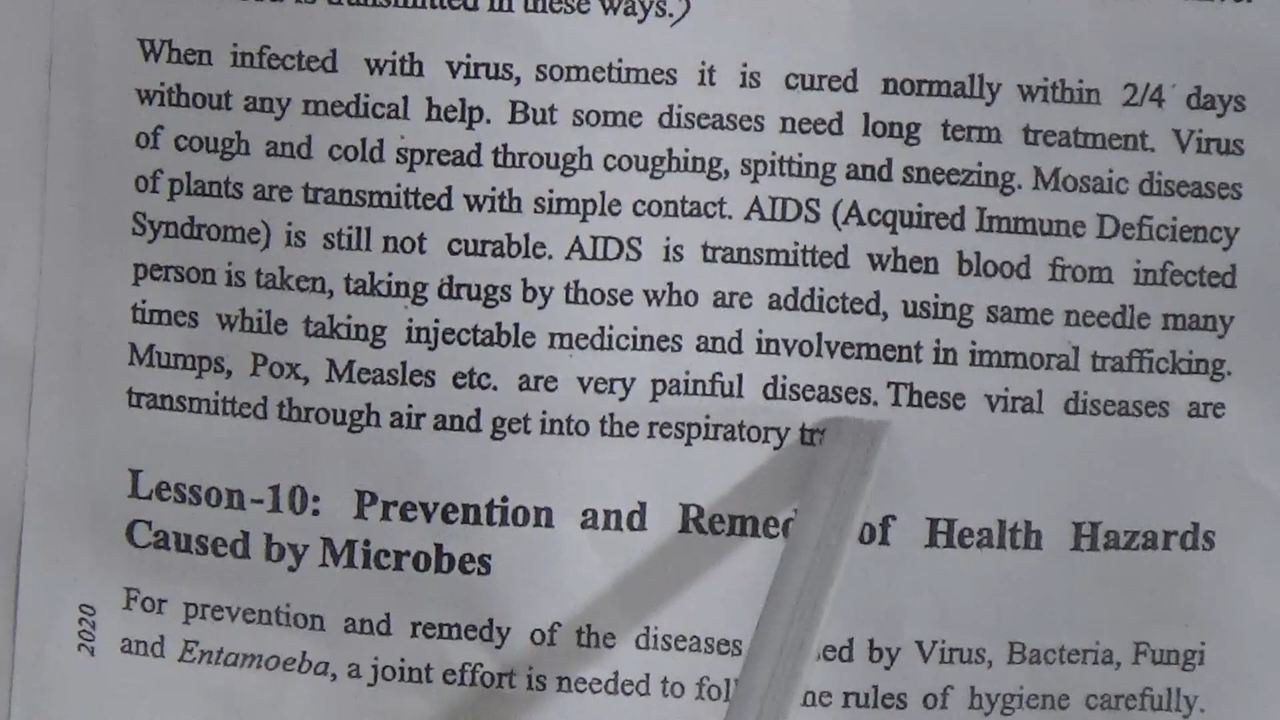 in these ways.)
When infected with virus, sometimes it is cured normally within 2/4 days
without any medical help. But some diseases need long term treatment. Virus
of cough and cold spread through coughing, spitting and sneezing. Mosaic diseases
of plants are transmitted with simple contact. AIDS (Acquired Immune Deficiency
Syndrome) is still not curable. AIDS is transmitted when blood from infected
person is taken, taking drugs by those who are addicted, using same needle many
times while taking injectable medicines and involvement in immoral trafficking.
Mumps, Pox, Measles etc. are very painful diseases. These viral diseases are
transmitted through air and get into the respiratory
Lesson-10: Prevention and of Health Hazards
Caused by Microbes
For prevention and remedy of the diseases by Virus, Bacteria, Fungi
and Entamoeba, a joint effort is needed to rules of hygiene carefully.
2020